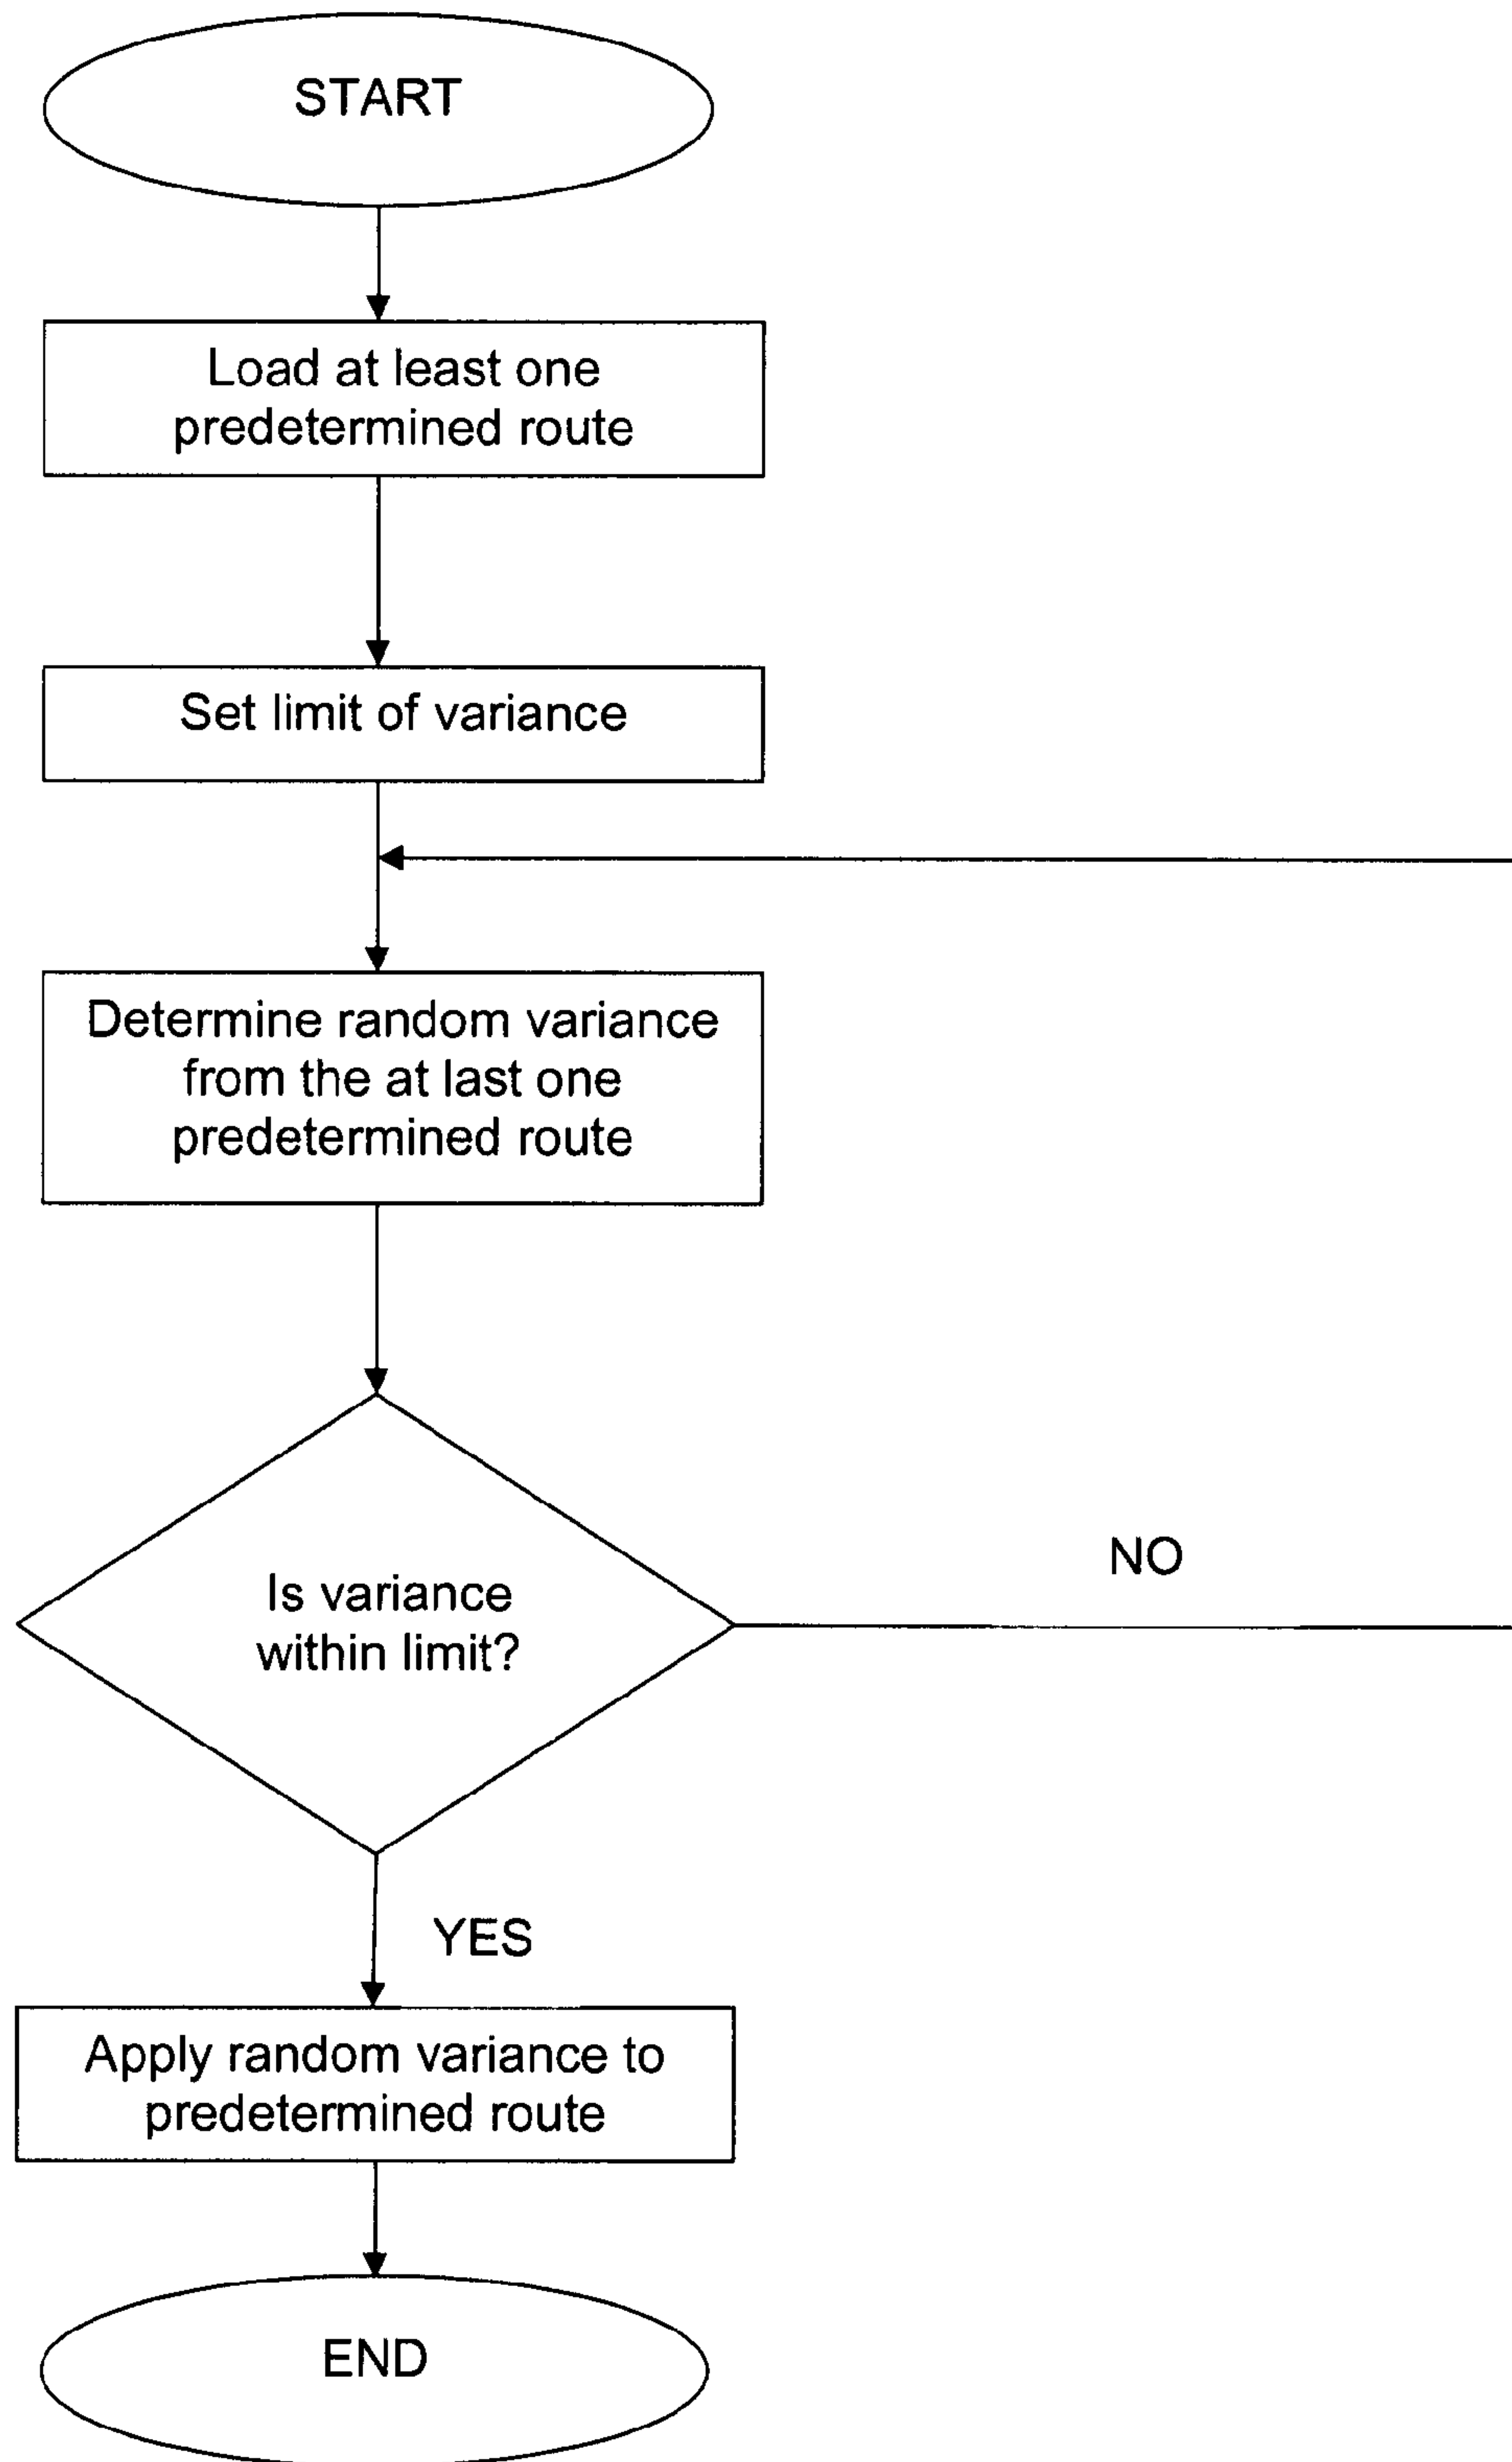 START
Load at least one
predetermined route
Set limit of variance
Determine random variance
from the at last one
predetermined route
Is variance
within limit?
NO
YES
Apply random variance to
predetermined route
END